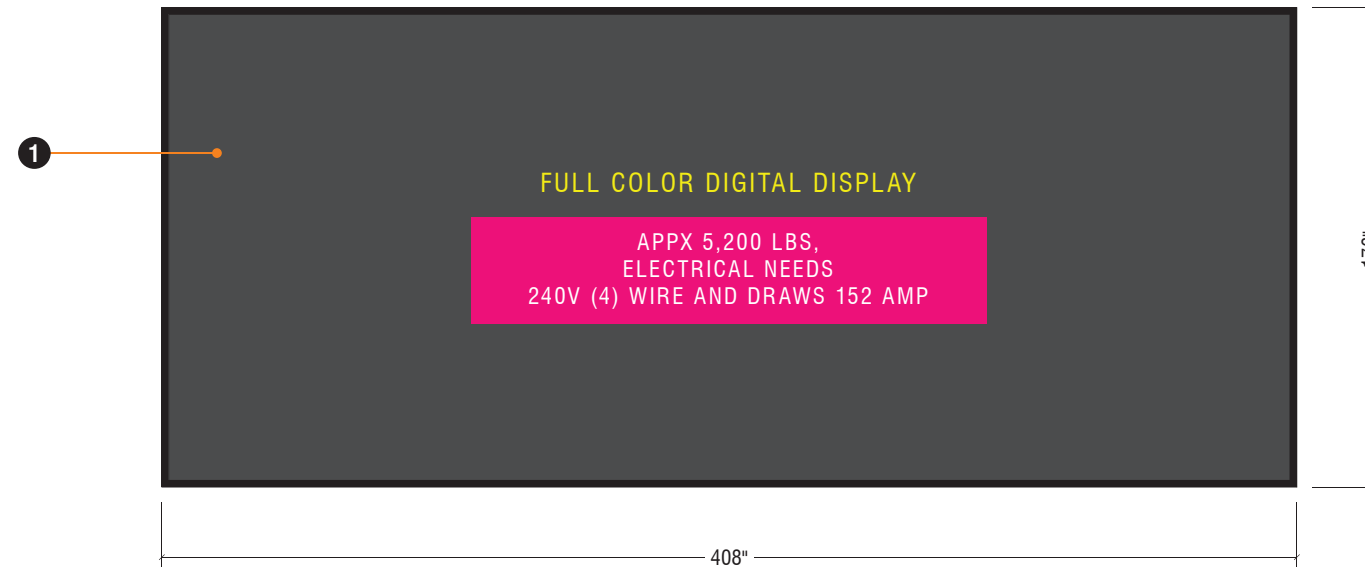 1
FULL COLOR DIGITAL DISPLAY
APPX 5,200 LBS,
ELECTRICAL NEEDS
240V (4) WIRE AND DRAWS 152 AMP
408"